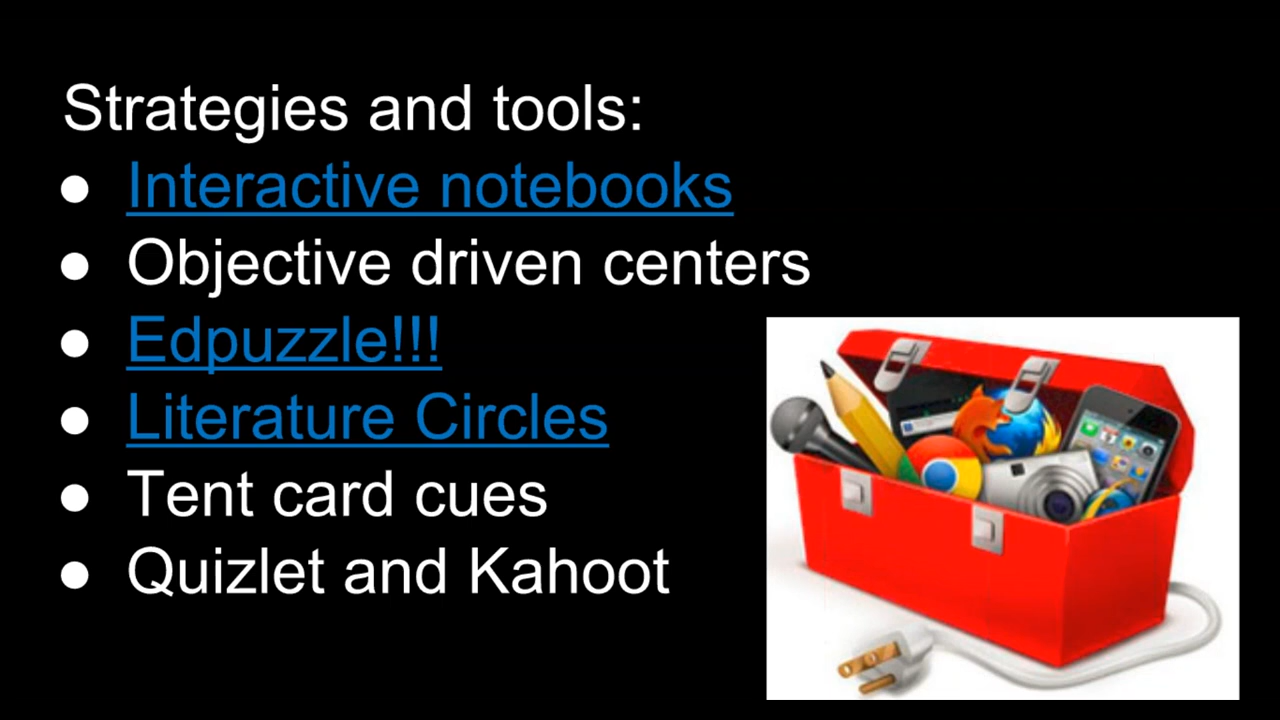 Strategies and tools:
● Interactive notebooks
● Objective driven centers
● Edpuzzle!!!
● Literature Circles
● Tent card cues
● Quizlet and Kahoot